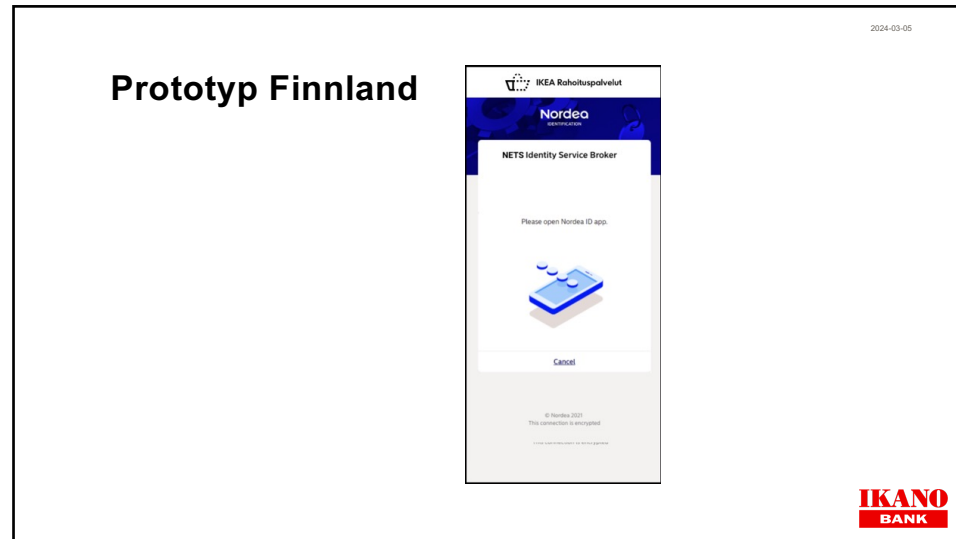 2024-03-05
Prototyp Finnland
IKEA Rahoituspalvelut
Nordea
IDENTIFICATION
NETS Identity Service Broker
Please open Nordea ID app.
Cancel
© Nordea 2021
This connection is encrypted
IKANO
BANK